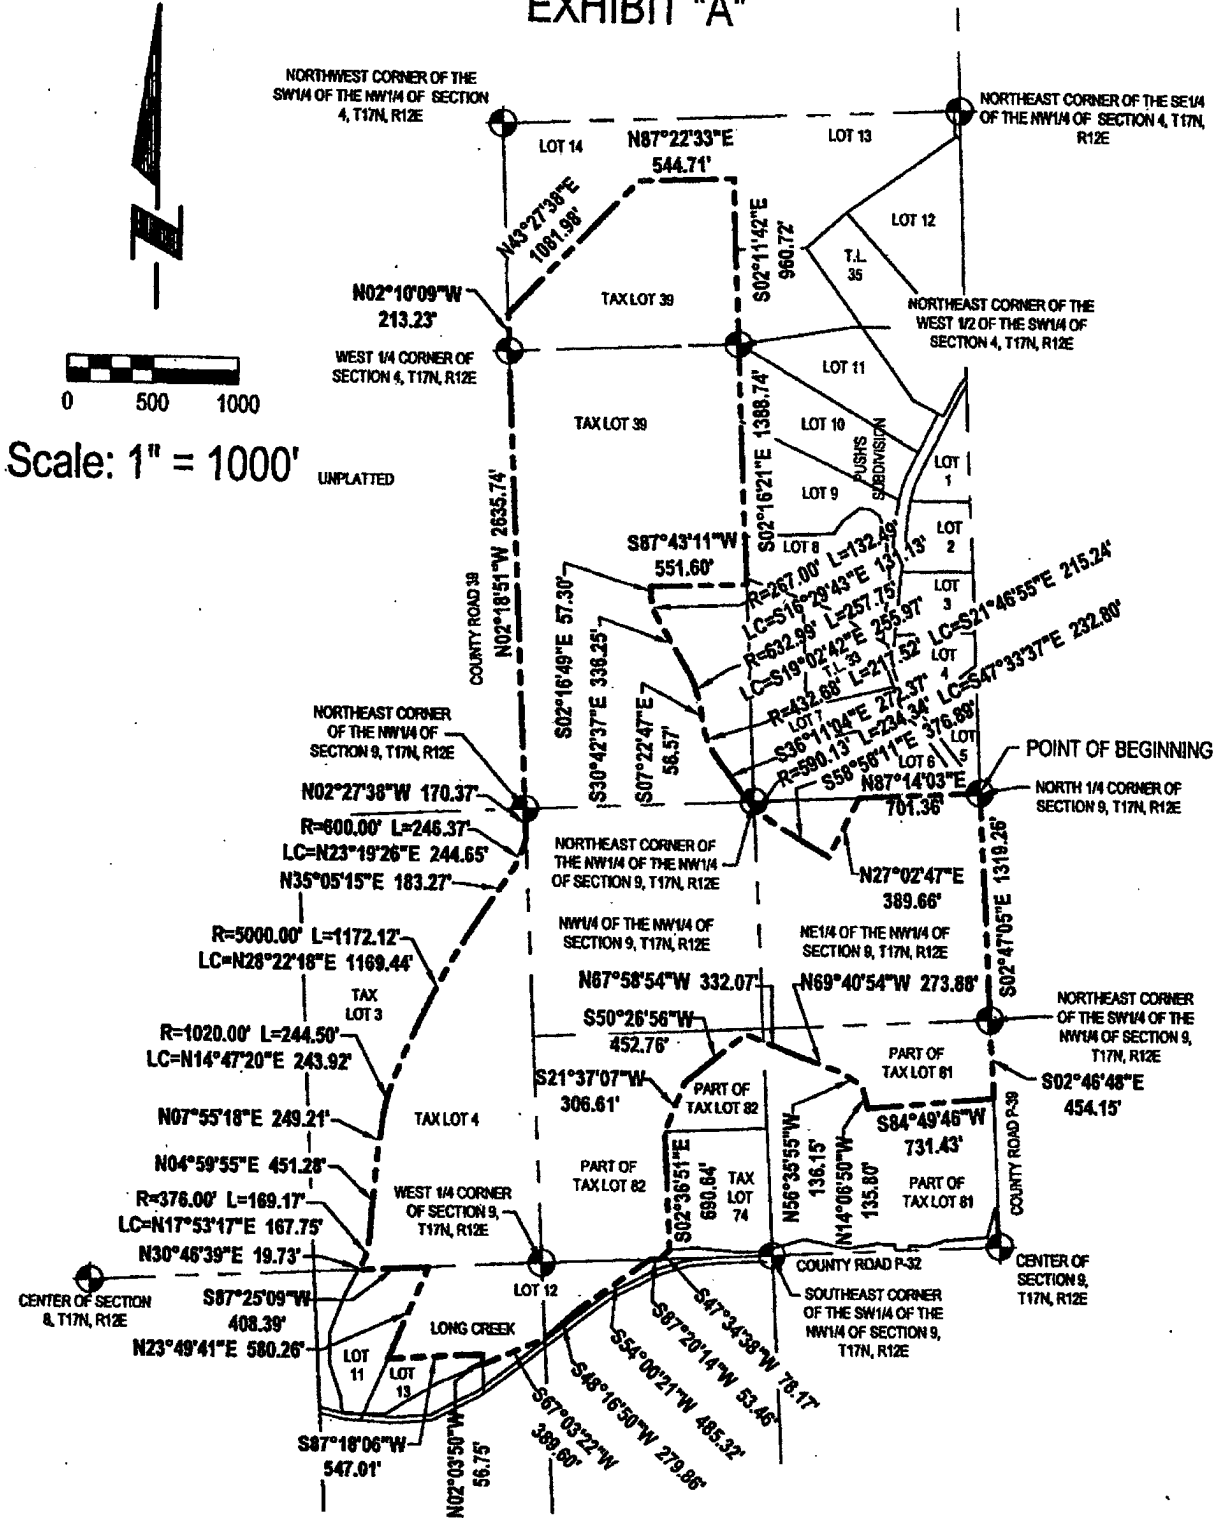 EXHIBIT "A"
NORTHWEST CORNER OF THE
SW1/4 OF THE NW1/4 OF SECTION
4, T17N, R12E
NORTHEAST CORNER OF THE SE1/4
OF THE NW1/4 OF SECTION 4, T17N,
R12E
LOT 14
N87°22'33"E
544.71'
LOT 13
LOT 12
N43°27'38"E
1081.98'
S02°11'42"E
960.72'
T.L.
35
N02°10'09"W
213.23'
TAX LOT 39
NORTHEAST CORNER OF THE
WEST 1/2 OF THE SW1/4 OF
SECTION 4, T17N, R12E
WEST 1/4 CORNER OF
SECTION 4, T17N, R12E
0 500 1000
Scale: 1" = 1000'
UNPLATTED
LOT 11
TAX LOT 39
LOT 10
PUSH'S
SUBDIVISION
LOT 9
LOT
1
LOT
2
LOT
3
LOT
4
LOT
5
LOT 8
S02°16'21"E 1388.74'
N02°18'51"W 2635.74'
COUNTY ROAD 39
S87°43'11"W
551.60'
S02°16'49"E 57.30'
S30°42'37"E 336.25'
S07°22'47"E
56.57'
R=267.00' L=132.49'
LC=S16°29'43"E 131.13'
R=632.99' L=257.75'
LC=S19°02'42"E 255.97'
T.L. 33
R=432.68' L=217.52' LC=S21°46'55"E 215.24'
LOT 7
S36°11'04"E 272.37'
R=590.13' L=234.34' LC=S47°33'37"E 232.80'
S58°56'11"E 376.89'
LOT 6
N87°14'03"E
701.36'
POINT OF BEGINNING
NORTH 1/4 CORNER OF
SECTION 9, T17N, R12E
NORTHEAST CORNER
OF THE NW1/4 OF
SECTION 9, T17N, R12E
N02°27'38"W 170.37'
R=600.00' L=246.37'
LC=N23°19'26"E 244.65'
N35°05'15"E 183.27'
NORTHEAST CORNER OF
THE NW1/4 OF THE NW1/4
OF SECTION 9, T17N, R12E
N27°02'47"E
389.66'
S02°47'05"E 1319.26'
R=5000.00' L=1172.12'
LC=N28°22'18"E 1169.44'
NW1/4 OF THE NW1/4 OF
SECTION 9, T17N, R12E
NE1/4 OF THE NW1/4 OF
SECTION 9, T17N, R12E
N67°58'54"W 332.07'
N69°40'54"W 273.88'
TAX
LOT 3
S50°26'56"W
452.76'
NORTHEAST CORNER
OF THE SW1/4 OF THE
NW1/4 OF SECTION 9,
T17N, R12E
R=1020.00' L=244.50'
LC=N14°47'20"E 243.92'
PART OF
TAX LOT 81
S21°37'07"W
306.61'
PART OF
TAX LOT 82
S02°46'48"E
454.15'
N07°55'18"E 249.21'
TAX LOT 4
S84°49'46"W
731.43'
N04°59'55"E 451.28'
PART OF
TAX LOT 82
S02°36'51"E
690.64'
TAX
LOT
74
N56°35'55"W
136.15'
N14°06'50"W
135.80'
PART OF
TAX LOT 81
COUNTY ROAD P-39
R=376.00' L=169.17'
LC=N17°53'17"E 167.75'
WEST 1/4 CORNER
OF SECTION 9,
T17N, R12E
N30°46'39"E 19.73'
COUNTY ROAD P-32
CENTER OF
SECTION 9,
T17N, R12E
CENTER OF SECTION
8, T17N, R12E
S87°25'09"W
408.39'
LOT 12
SOUTHEAST CORNER
OF THE SW1/4 OF THE
NW1/4 OF SECTION 9,
T17N, R12E
N23°49'41"E 580.26'
LONG CREEK
LOT
11
LOT
13
S47°34'38"W 78.17'
S87°20'14"W 53.46'
S54°00'21"W 485.32'
S48°16'50"W 279.86'
S67°03'22"W
389.60'
S87°18'06"W
547.01'
N02°03'50"W
56.75'